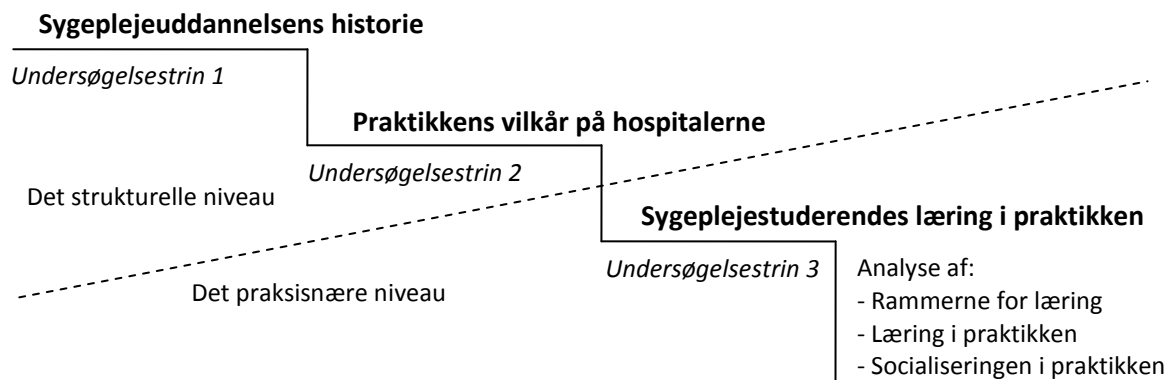 Sygeplejeuddannelsens historie
Undersøgelsestrin 1
Praktikkens vilkår på hospitalerne
Undersøgelsestrin 2
Det strukturelle niveau
Sygeplejestuderendes læring i praktikken
Undersøgelsestrin 3
Det praksisnære niveau
Analyse af:
- Rammerne for læring
- Læring i praktikken
- Socialiseringen i praktikken